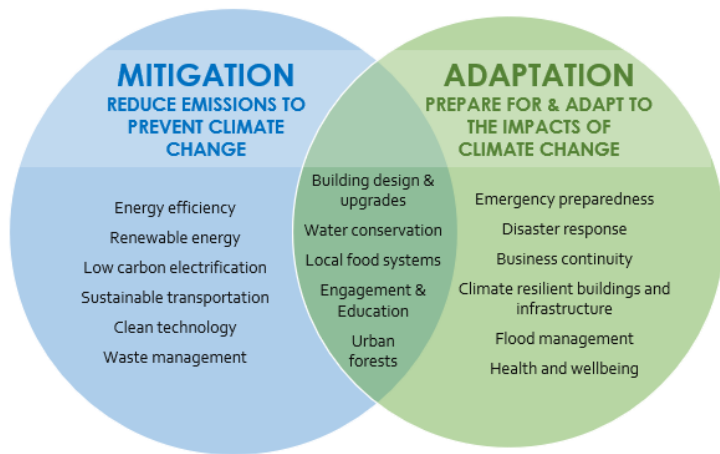 MITIGATION
REDUCE EMISSIONS TO
PREVENT CLIMATE
CHANGE
Energy efficiency
Renewable energy
Low carbon electrification
Sustainable transportation
Clean technology
Waste management
Building design &
upgrades
Water conservation
Local food systems
Engagement &
Education
Urban
forests
ADAPTATION
PREPARE FOR & ADAPT TO
THE IMPACTS OF
CLIMATE CHANGE
Emergency preparedness
Disaster response
Business continuity
Climate resilient buildings and
infrastructure
Flood management
Health and wellbeing